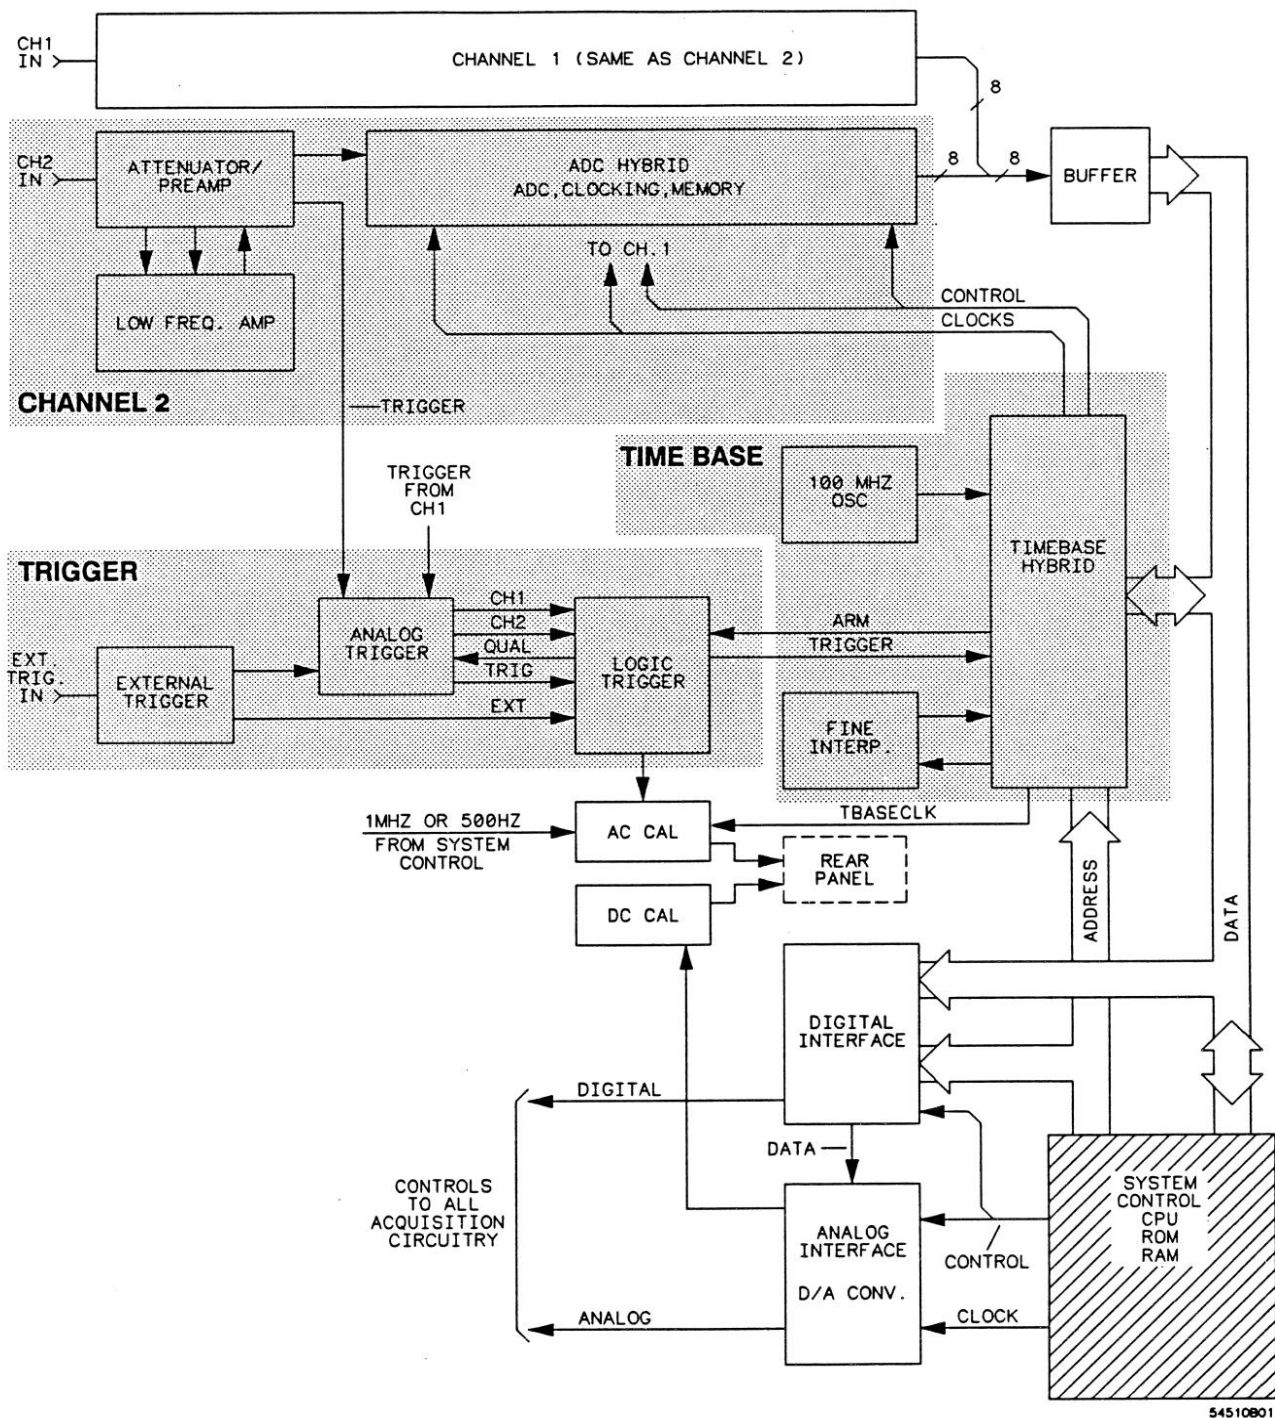 CH1
IN
CHANNEL 1 (SAME AS CHANNEL 2)
8
CH2
IN
ATTENUATOR/
PREAMP
ADC HYBRID
ADC,CLOCKING,MEMORY
8
8
BUFFER
TO CH.1
LOW FREQ. AMP
CONTROL
CLOCKS
CHANNEL 2
TRIGGER
TIME BASE
100 MHZ
OSC
TRIGGER
FROM
CH1
TIMEBASE
HYBRID
TRIGGER
CH1
CH2
QUAL
TRIG
EXT
ANALOG
TRIGGER
LOGIC
TRIGGER
ARM
TRIGGER
EXT.
TRIG.
IN
EXTERNAL
TRIGGER
FINE
INTERP.
1MHZ OR 500HZ
FROM SYSTEM
CONTROL
AC CAL
TBASECLK
REAR
PANEL
DC CAL
ADDRESS
DATA
DIGITAL
INTERFACE
DIGITAL
DATA
CONTROLS
TO ALL
ACQUISITION
CIRCUITRY
ANALOG
INTERFACE
D/A CONV.
CONTROL
SYSTEM
CONTROL
CPU
ROM
RAM
ANALOG
CLOCK
54510B01